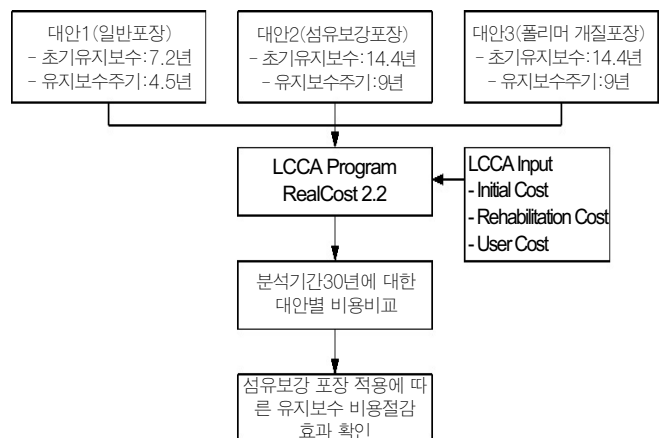 대안1(일반포장)
- 초기유지보수:7.2년
- 유지보수주기:4.5년
대안2(섬유보강포장)
- 초기유지보수:14.4년
- 유지보수주기:9년
대안3(폴리머 개질포장)
- 초기유지보수:14.4년
- 유지보수주기:9년
LCCA Program
RealCost 2.2
LCCA Input
- Initial Cost
- Rehabilitation Cost
- User Cost
분석기간30년에 대한
대안별 비용비교
섬유보강 포장 적용에 따
른 유지보수 비용절감
효과 확인